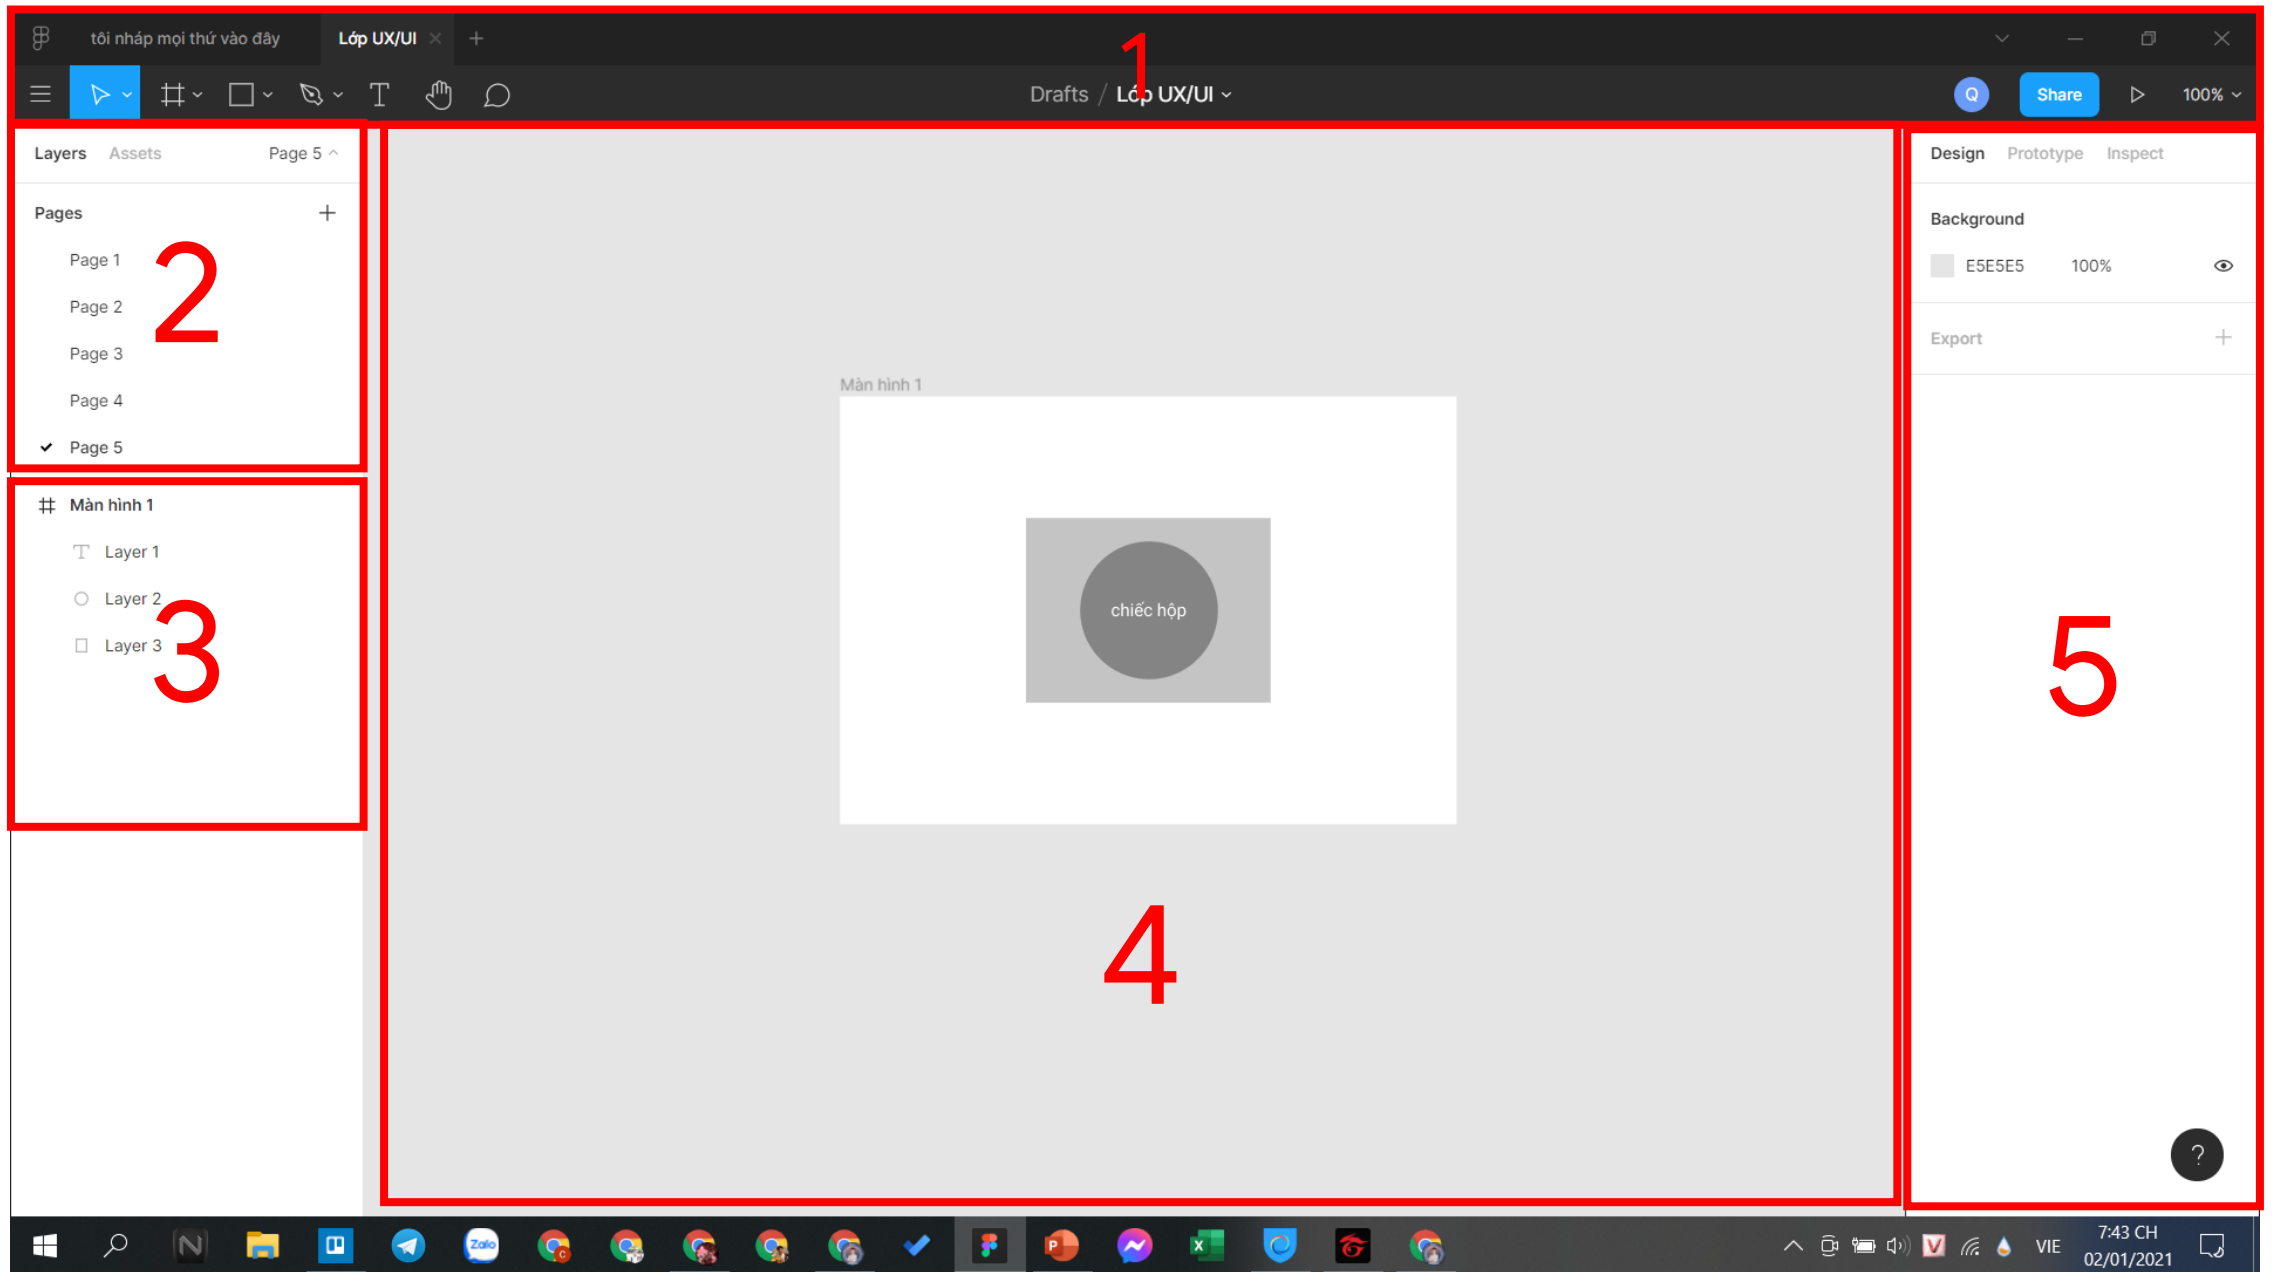 tôi nháp mọi thứ vào đây
Lớp UX/UI
1
Drafts / Lớp UX/UI
Q
Share
100%
Layers Assets Page 5
Pages
Page 1
Page 2
Page 3
Page 4
Page 5
2
Màn hình 1
Layer 1
Layer 2
Layer 3
3
Màn hình 1
chiếc hộp
4
Design Prototype Inspect
Background
E5E5E5 100%
Export
5
?
Zalo
VIE
7:43 CH
02/01/2021